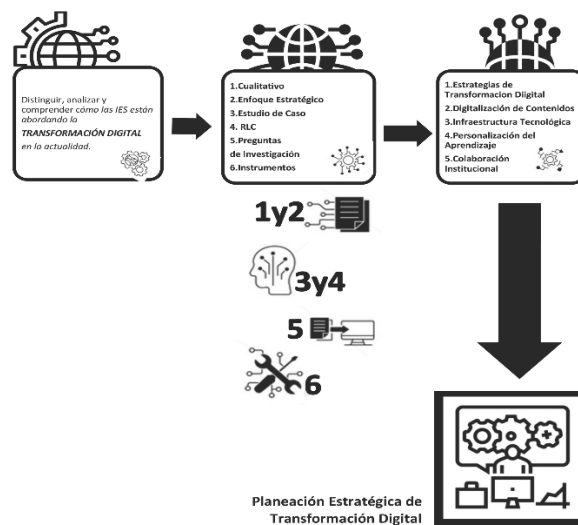 Distinguir, analizar y
comprender cómo las IES están
abordando la
TRANSFORMACIÓN DIGITAL
en la actualidad.
1.Cualitativo
2.Enfoque Estratégico
3.Estudio de Caso
4. RLC
5.Preguntas
de Investigación
6.Instrumentos
1.Estrategias de
Transformacion Digital
2.Digitalización de Contenidos
3.Infraestructura Tecnológica
4.Personalización del
Aprendizaje
5.Colaboración
Institucional
1y2
3y4
5
6
Planeación Estratégica de
Transformación Digital